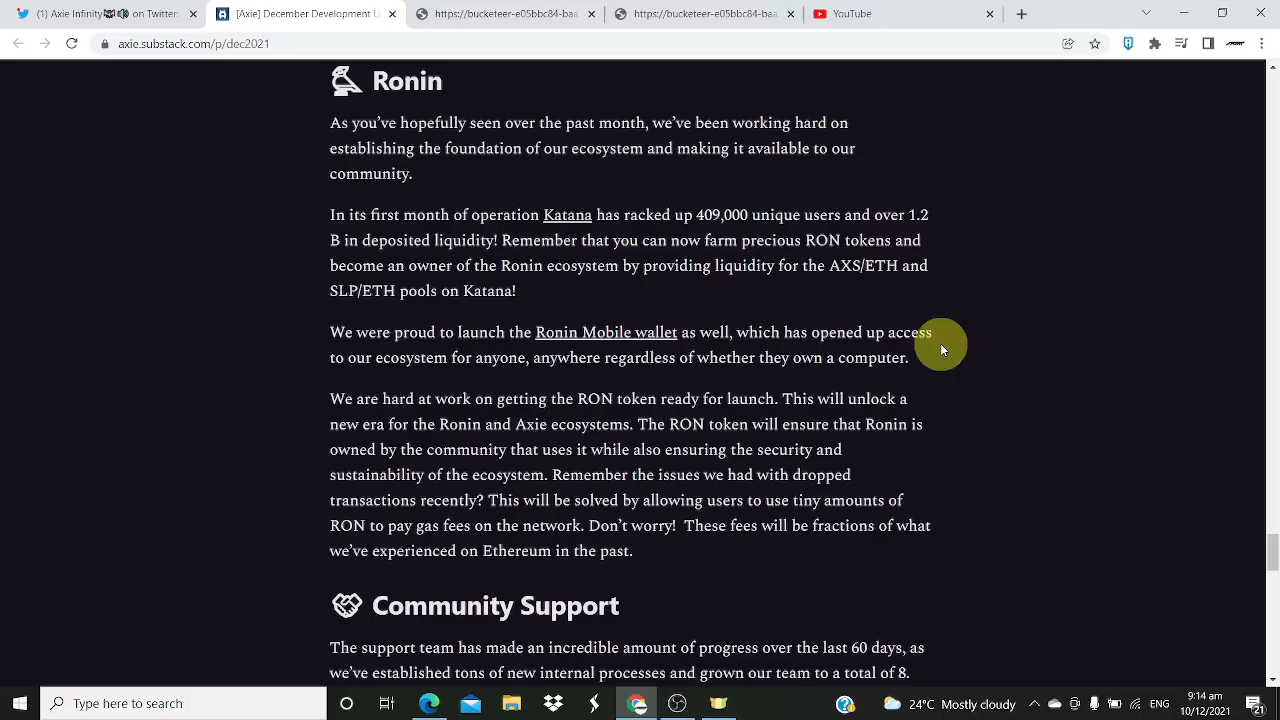 (1) Axie Infinity🦇🔊 on Twitter:
[Axie] December Development U
https://bucketeer-e05bbc84-baa
https://bucketeer-e05bbc84-baa
YouTube
axie.substack.com/p/dec2021
Ronin
As you’ve hopefully seen over the past month, we’ve been working hard on
establishing the foundation of our ecosystem and making it available to our
community.
In its first month of operation Katana has racked up 409,000 unique users and over 1.2
B in deposited liquidity! Remember that you can now farm precious RON tokens and
become an owner of the Ronin ecosystem by providing liquidity for the AXS/ETH and
SLP/ETH pools on Katana!
We were proud to launch the Ronin Mobile wallet as well, which has opened up access
to our ecosystem for anyone, anywhere regardless of whether they own a computer.
We are hard at work on getting the RON token ready for launch. This will unlock a
new era for the Ronin and Axie ecosystems. The RON token will ensure that Ronin is
owned by the community that uses it while also ensuring the security and
sustainability of the ecosystem. Remember the issues we had with dropped
transactions recently? This will be solved by allowing users to use tiny amounts of
RON to pay gas fees on the network. Don’t worry!  These fees will be fractions of what
we’ve experienced on Ethereum in the past.
Community Support
The support team has made an incredible amount of progress over the last 60 days, as
we’ve established tons of new internal processes and grown our team to a total of 8.
Type here to search
24°C Mostly cloudy
ENG
9:14 am
10/12/2021
21